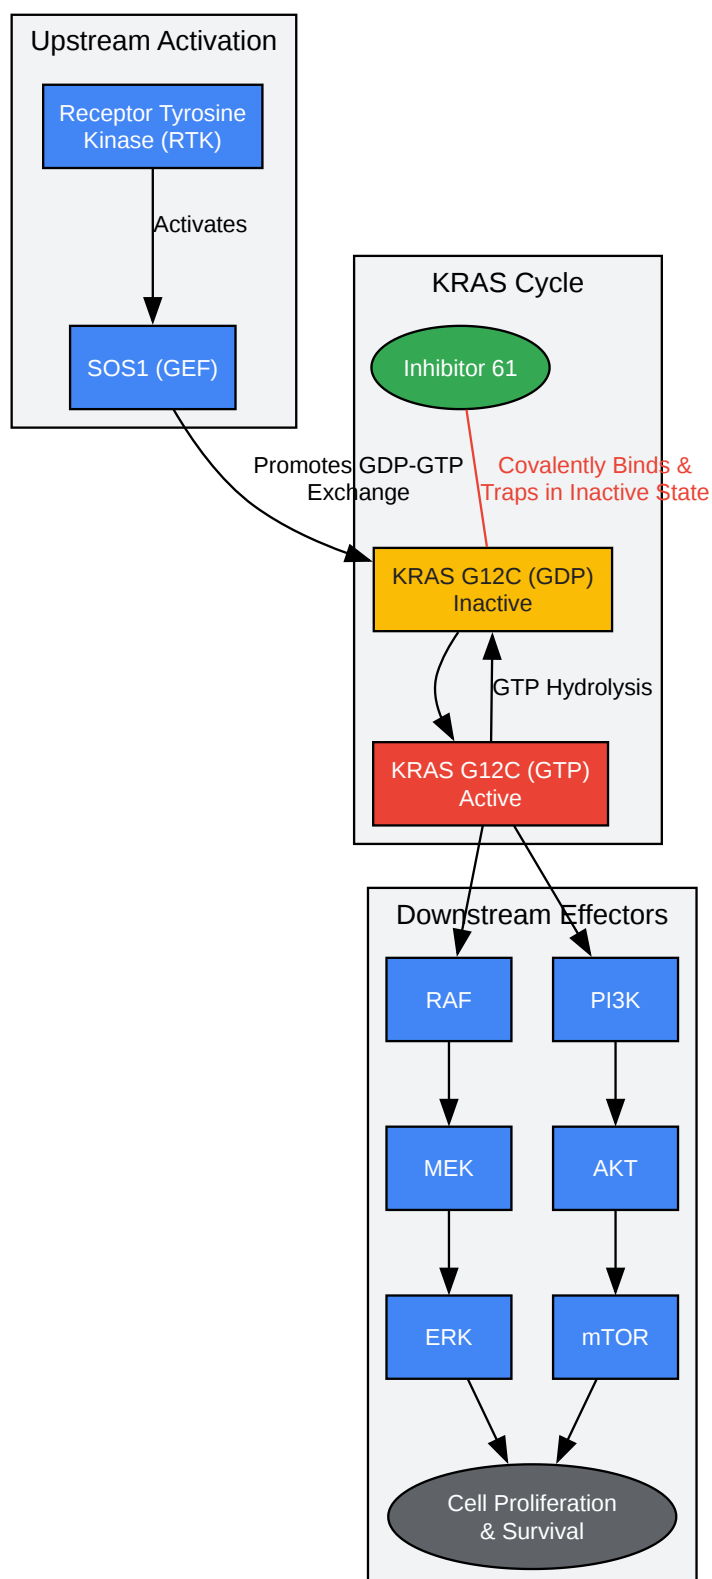 Upstream Activation
Receptor Tyrosine
Kinase (RTK)
Activates
SOS1 (GEF)
KRAS Cycle
Inhibitor 61
Promotes GDP-GTP
Exchange
Covalently Binds &
Traps in Inactive State
KRAS G12C (GDP)
Inactive
GTP Hydrolysis
KRAS G12C (GTP)
Active
Downstream Effectors
RAF
PI3K
MEK
AKT
ERK
mTOR
Cell Proliferation
& Survival